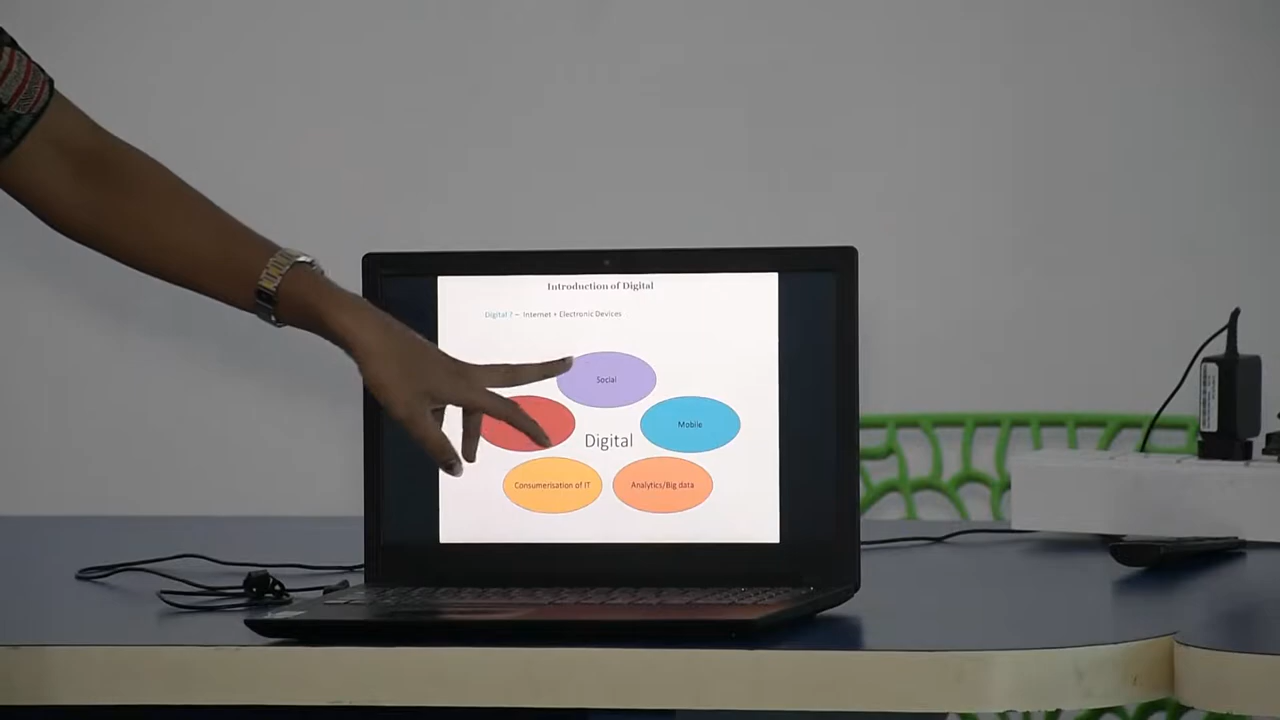 Introduction of Digital
Digital ? – Internet + Electronic Devices
Social
Mobile
Digital
Consumerisation of IT
Analytics/Big data